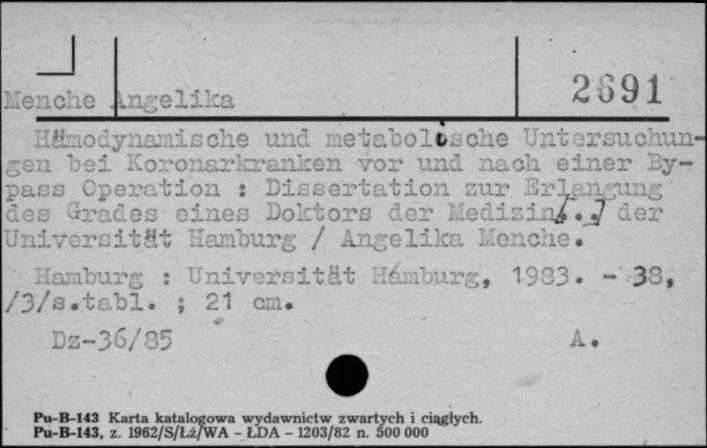 Menche Angelika 2691
Hämodynamische und metabolische Untersuchun-
gen bei Koronarkranken vor und nach einer By-
pass Operation : Dissertation zur Erlangung
des Grades eines Doktors der Medizin[..] der
Universität Hamburg / Angelika Menche.
Hamburg : Universität Hamburg, 1983. - 38,
/3/s.tabl. ; 21 cm.
Dz-36/85 A.
Pu-B-143 Karta katalogowa wydawnictw zwartych i ciągłych.
Pu-B-143, z. 1962/S/Łź/WA - ŁDA - 1203/82 n. 500 000